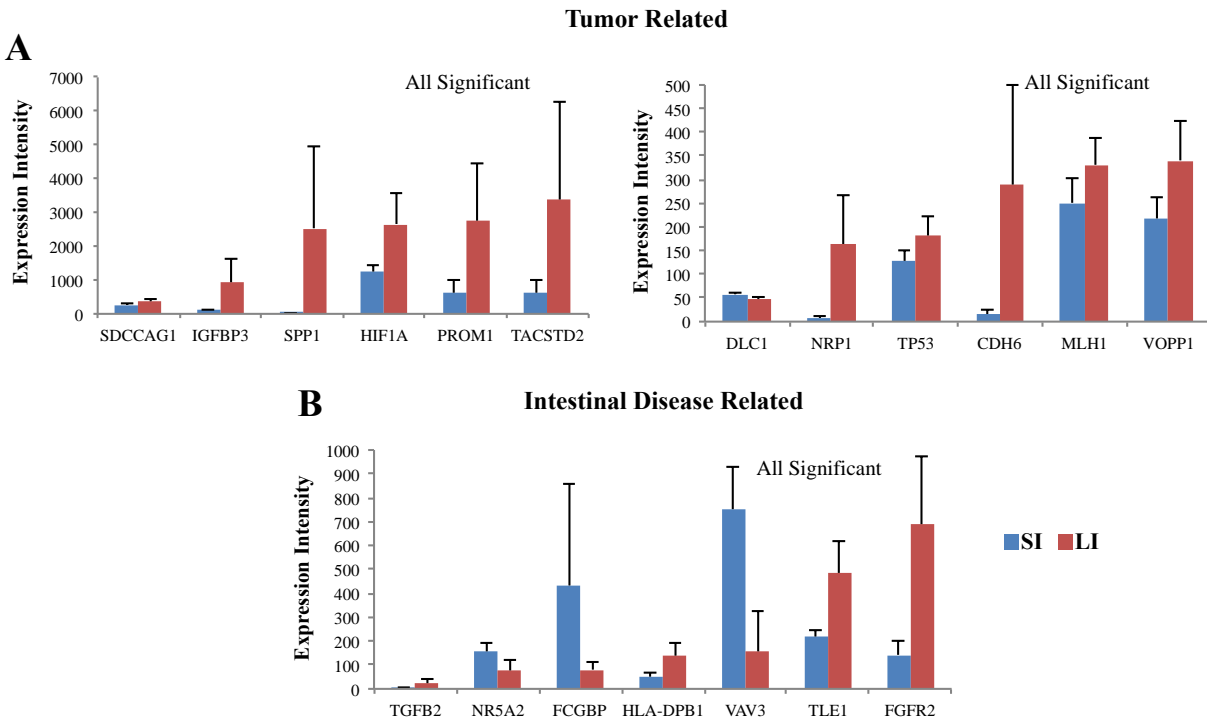 Tumor Related
A
All Significant
Expression Intensity
7000
6000
5000
4000
3000
2000
1000
0
SDCCAG1 IGFBP3 SPP1 HIF1A PROM1 TACSTD2
All Significant
Expression Intensity
500
450
400
350
300
250
200
150
100
50
0
DLC1 NRP1 TP53 CDH6 MLH1 VOPP1
B
Intestinal Disease Related
All Significant
Expression Intensity
1000
900
800
700
600
500
400
300
200
100
0
TGFB2 NR5A2 FCGBP HLA-DPB1 VAV3 TLE1 FGFR2
SI LI